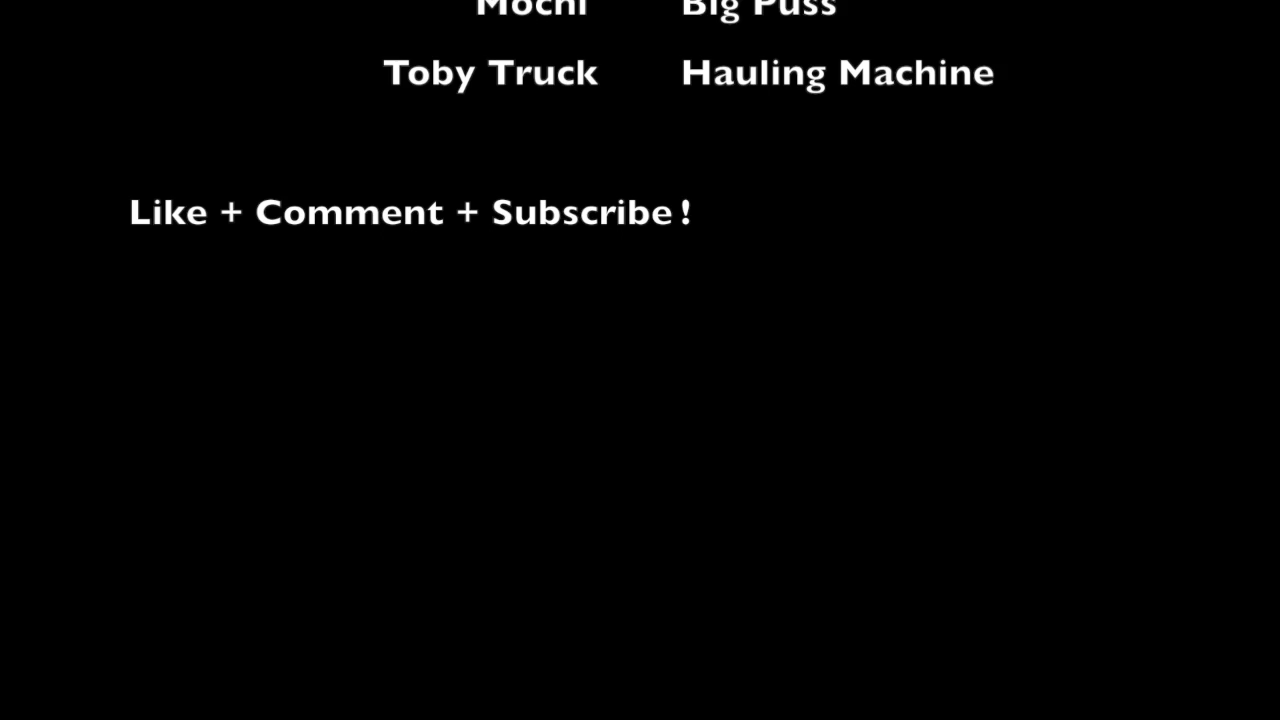 Mochi Big Puss
Toby Truck Hauling Machine
Like + Comment + Subscribe!